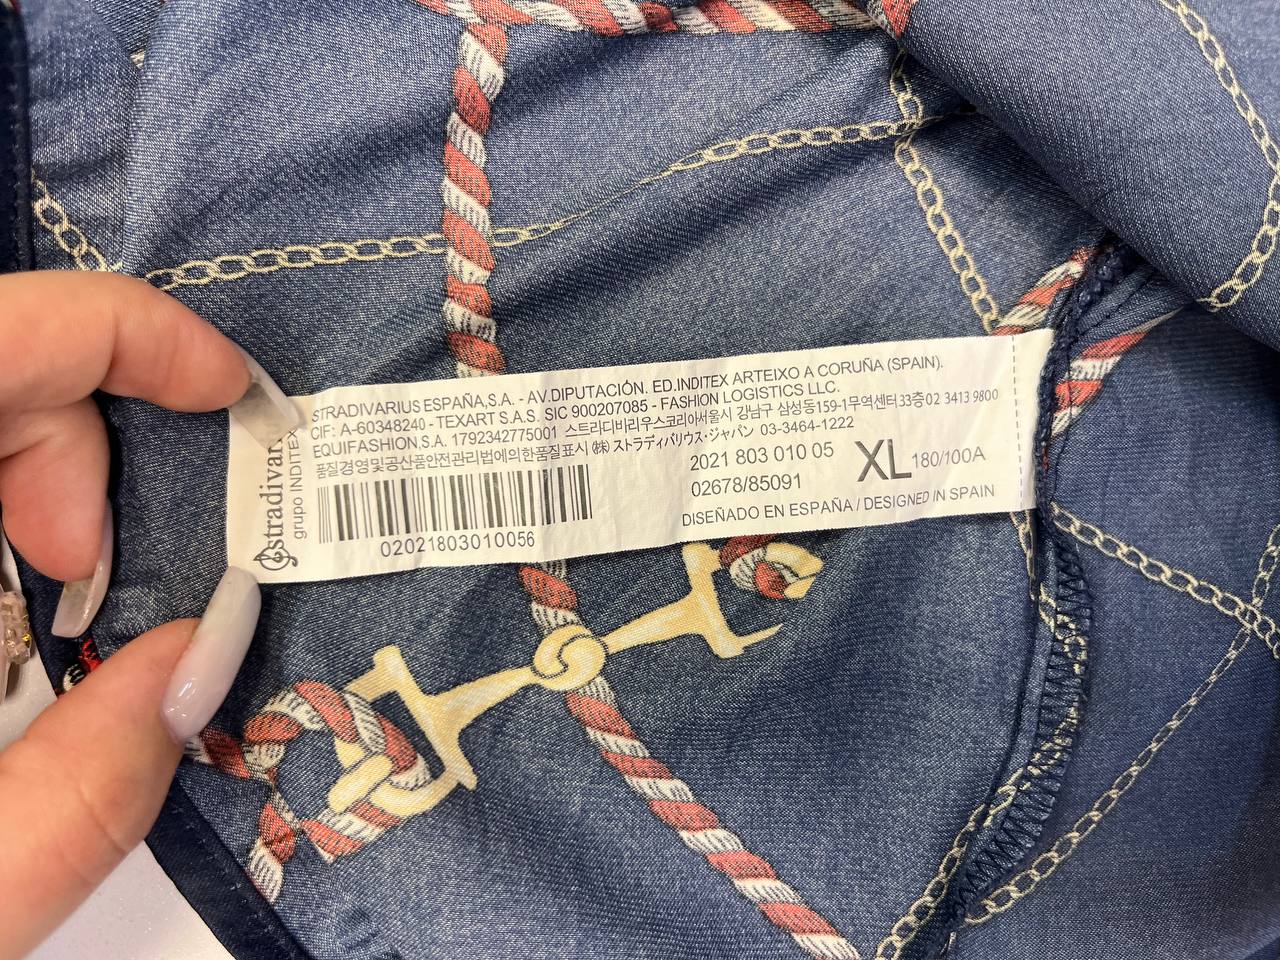 STRADIVARIUS ESPAÑA,S.A. - AV.DIPUTACIÓN. ED.INDITEX ARTEIXO A CORUÑA (SPAIN).
CIF: A-60348240 - TEXART S.A.S. SIC 900207085 - FASHION LOGISTICS LLC.
EQUIFASHION.S.A. 1792342775001 스트라디바리우스코리아서울시 강남구 삼성동159-1무역센터33층02 3413 9800
품질경영및공산품안전관리법에의한품질표시 (株) ストラディバリウス・ジャパン 03-3464-1222
2021 803 010 05
02678/85091
XL 180/100A
DISEÑADO EN ESPAÑA / DESIGNED IN SPAIN
02021803010056
stradivari
grupo INDITEX